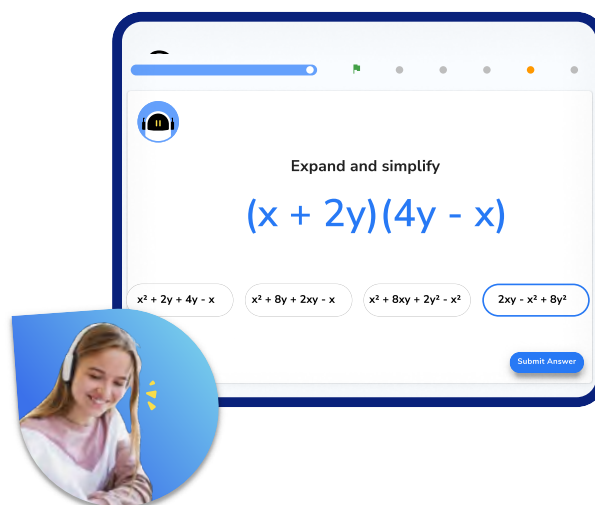 Expand and simplify
(x + 2y)(4y - x)
x² + 2y + 4y - x
x² + 8y + 2xy - x
x² + 8xy + 2y² - x²
2xy - x² + 8y²
Submit Answer